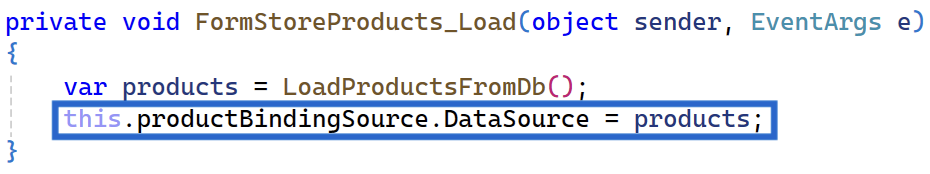 private void FormStoreProducts_Load(object sender, EventArgs e)
{
var products = LoadProductsFromDb();
this.productBindingSource.DataSource = products;
}